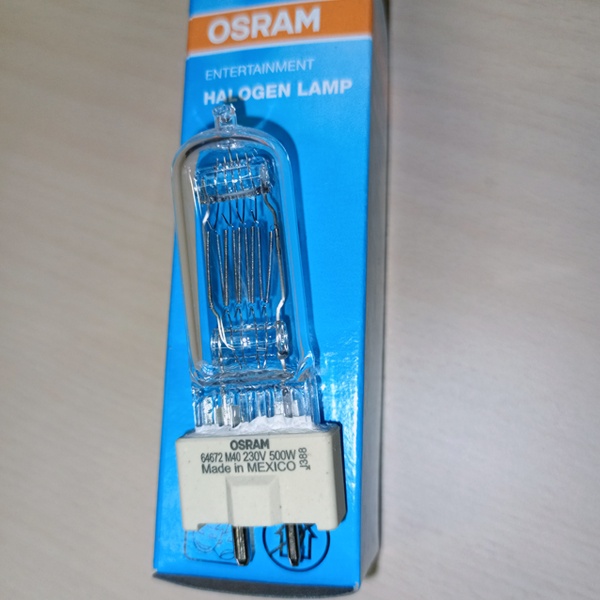 OSRAM
ENTERTAINMENT
HALOGEN LAMP
OSRAM
64672 M40 230V 500W
Made in MEXICO
J388